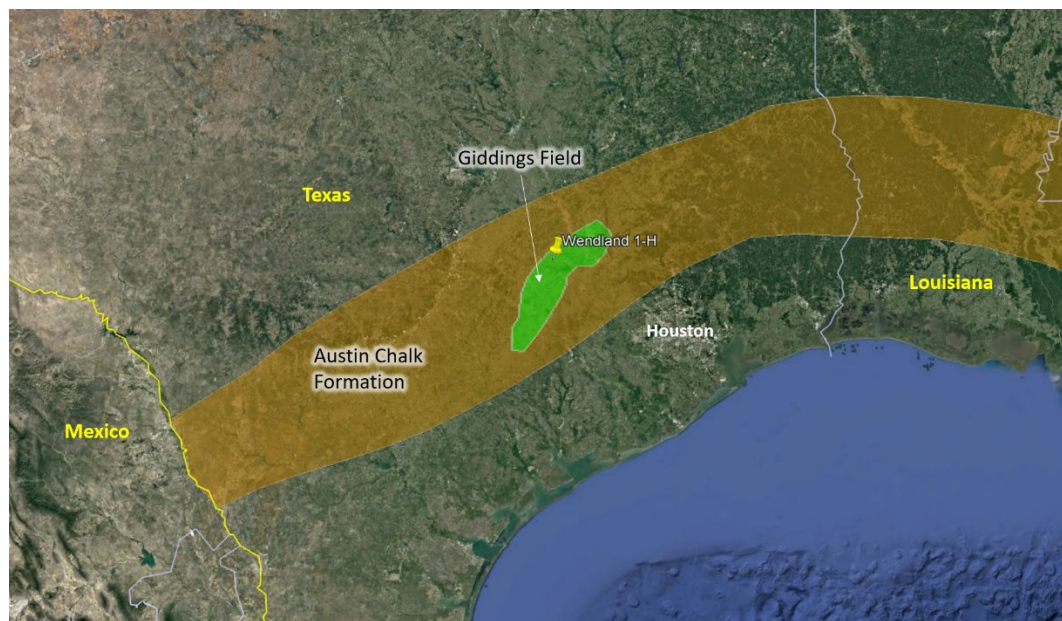 Giddings Field
Texas
Wendland 1-H
Louisiana
Houston
Austin Chalk
Formation
Mexico